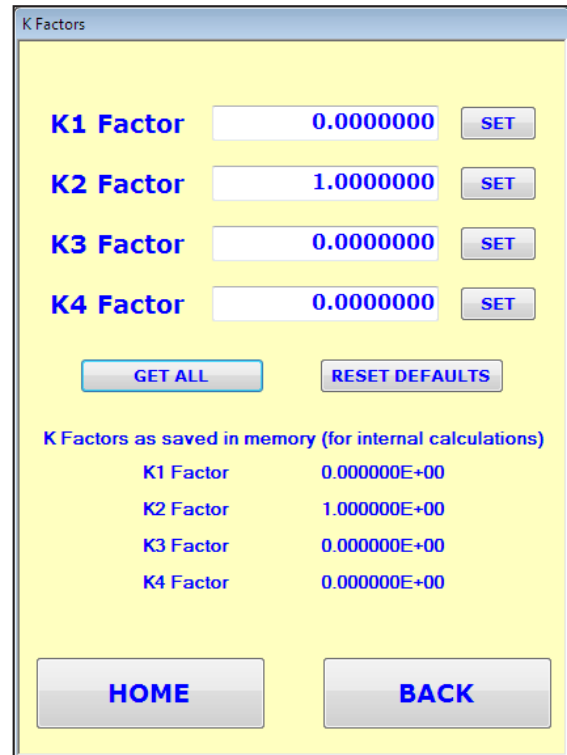 K Factors
K1 Factor 0.0000000 SET
K2 Factor 1.0000000 SET
K3 Factor 0.0000000 SET
K4 Factor 0.0000000 SET
GET ALL RESET DEFAULTS
K Factors as saved in memory (for internal calculations)
K1 Factor 0.000000E+00
K2 Factor 1.000000E+00
K3 Factor 0.000000E+00
K4 Factor 0.000000E+00
HOME BACK